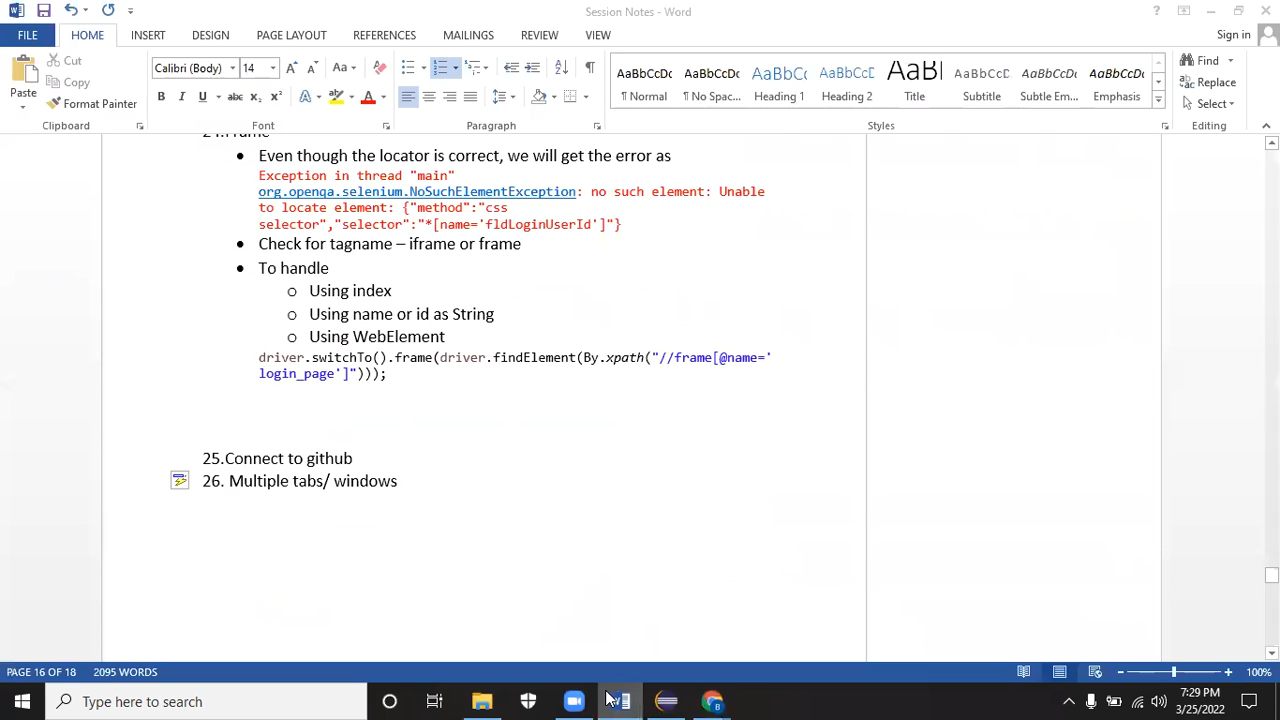 Session Notes - Word
Sign in
FILE HOME INSERT DESIGN PAGE LAYOUT REFERENCES MAILINGS REVIEW VIEW
Paste
Cut
Copy
Format Painter
Calibri (Body) 14
AaBbCcDc AaBbCcDc AaBbCc AaBbCcD AaBl AaBbCcD AaBbCcDc AaBbCcDc
¶ Normal ¶ No Spac... Heading 1 Heading 2 Title Subtitle Subtle Em... Emphasis
Find
Replace
Select
Clipboard Font Paragraph Styles Editing
24.Frame
• Even though the locator is correct, we will get the error as
Exception in thread "main"
org.openqa.selenium.NoSuchElementException: no such element: Unable
to locate element: {"method":"css
selector","selector":"*[name='fldLoginUserId']"}
• Check for tagname – iframe or frame
• To handle
o Using index
o Using name or id as String
o Using WebElement
driver.switchTo().frame(driver.findElement(By.xpath("//frame[@name='
login_page']")));
25.Connect to github
26. Multiple tabs/ windows
PAGE 16 OF 18 2095 WORDS
100%
Type here to search
7:29 PM
3/25/2022